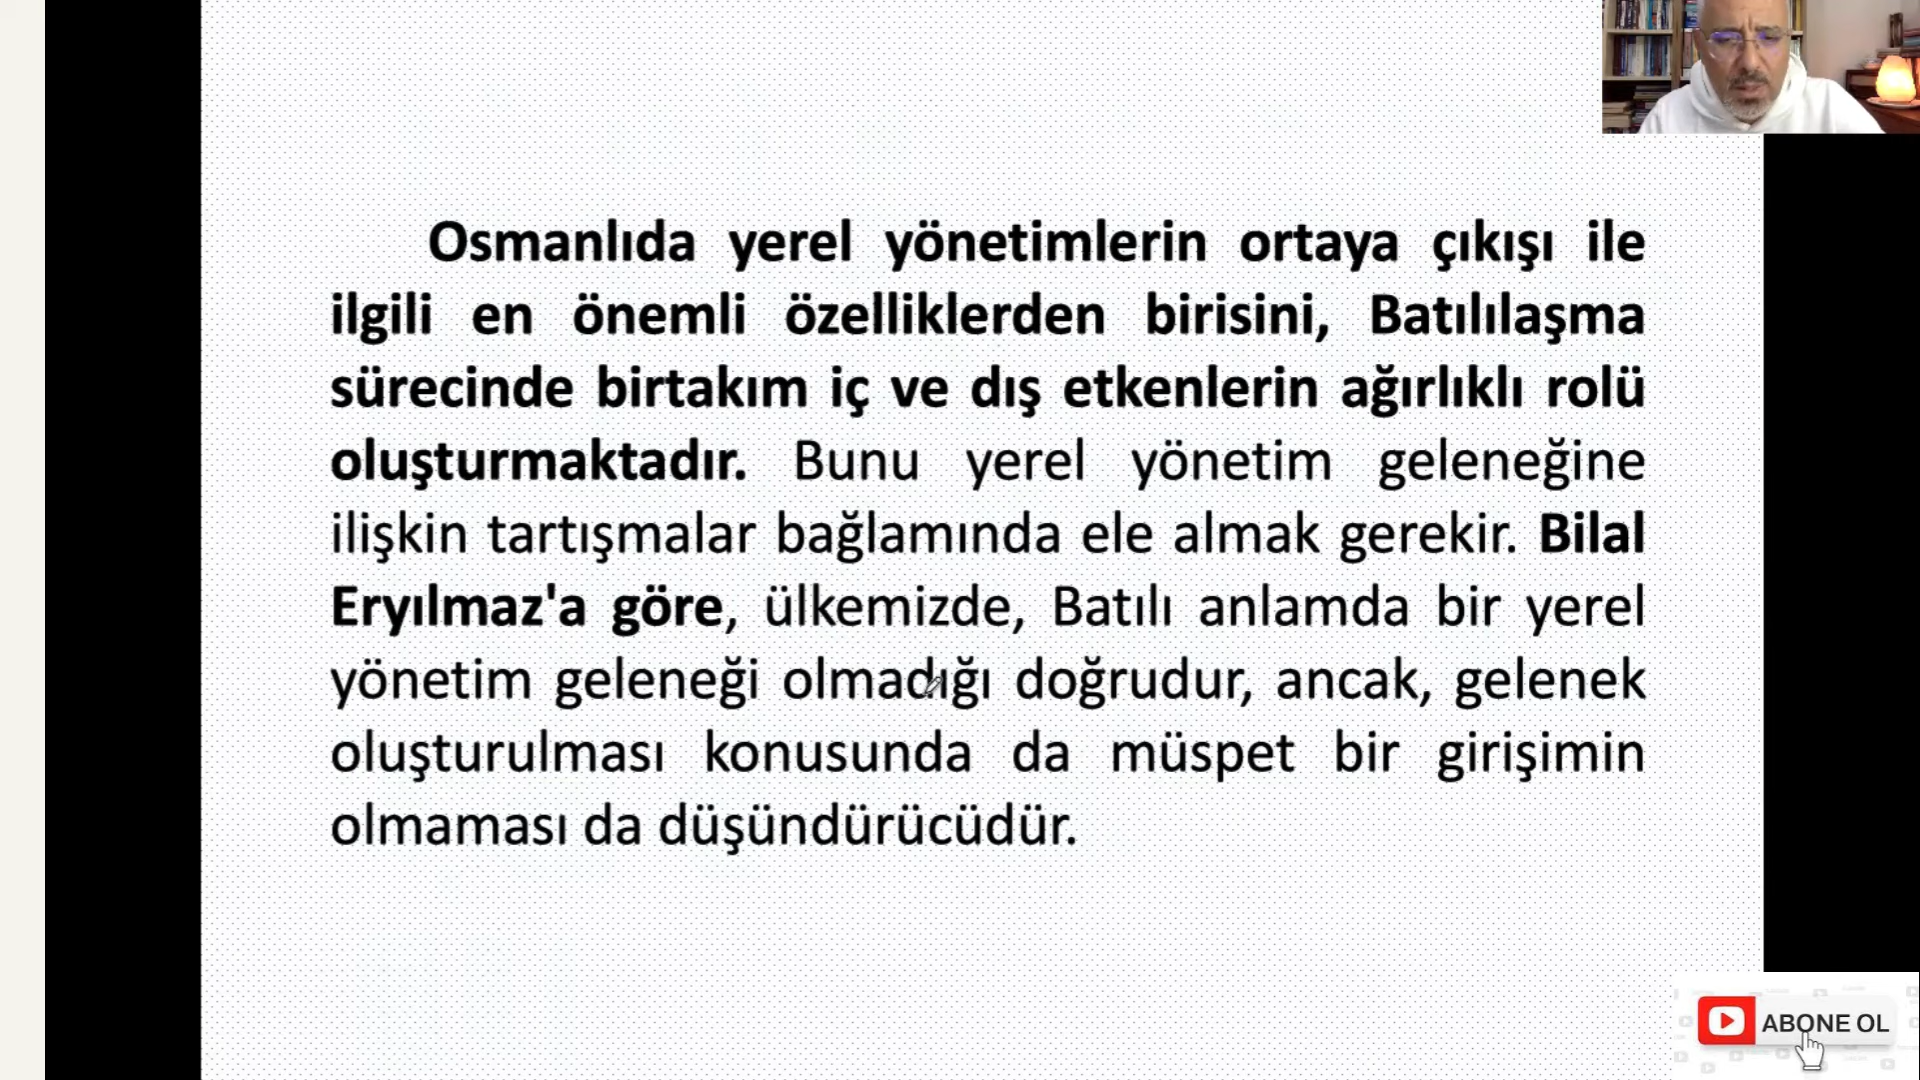 Osmanlıda yerel yönetimlerin ortaya çıkışı ile
ilgili en önemli özelliklerden birisini, Batılılaşma
sürecinde birtakım iç ve dış etkenlerin ağırlıklı rolü
oluşturmaktadır. Bunu yerel yönetim geleneğine
ilişkin tartışmalar bağlamında ele almak gerekir. Bilal
Eryılmaz'a göre, ülkemizde, Batılı anlamda bir yerel
yönetim geleneği olmadığı doğrudur, ancak, gelenek
oluşturulması konusunda da müspet bir girişimin
olmaması da düşündürücüdür.
ABONE OL